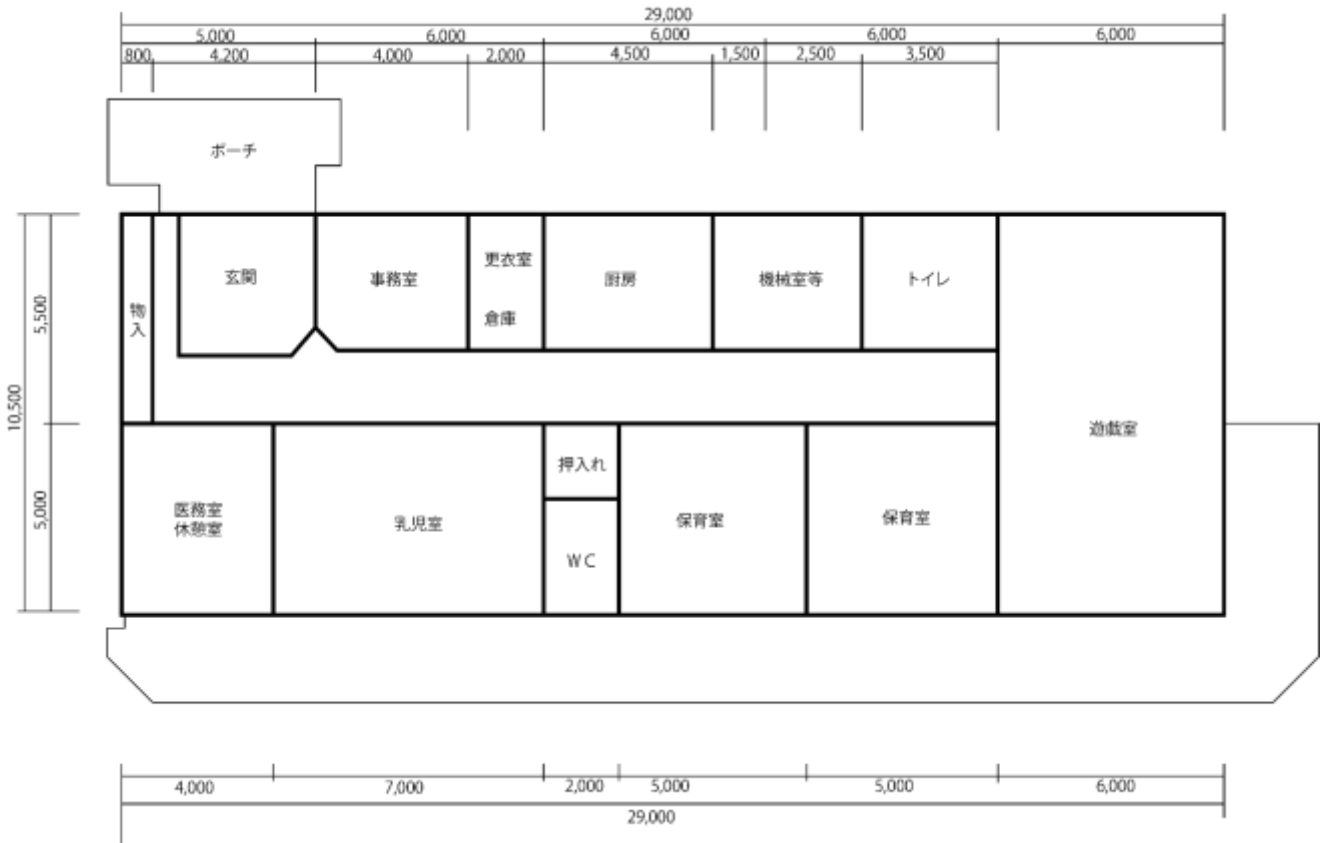 29,000
5,000 6,000 6,000 6,000 6,000
800 4,200 4,000 2,000 4,500 1,500 2,500 3,500
ポーチ
玄関 事務室 更衣室 厨房 機械室等 トイレ
倉庫
物入
5,500
10,500
遊戯室
押入れ
医務室
休憩室
乳児室
保育室
保育室
5,000
WC
4,000 7,000 2,000 5,000 5,000 6,000
29,000